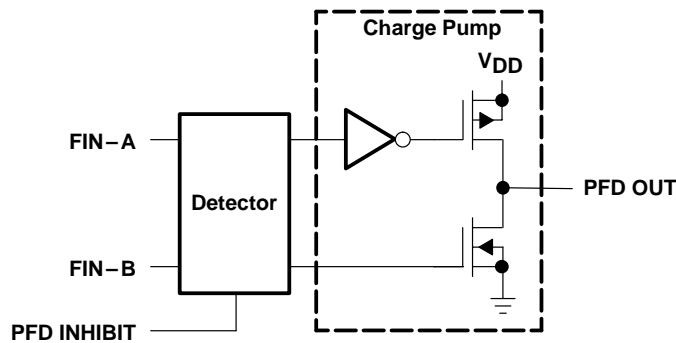 Charge Pump
VDD
FIN–A
Detector
PFD OUT
FIN–B
PFD INHIBIT